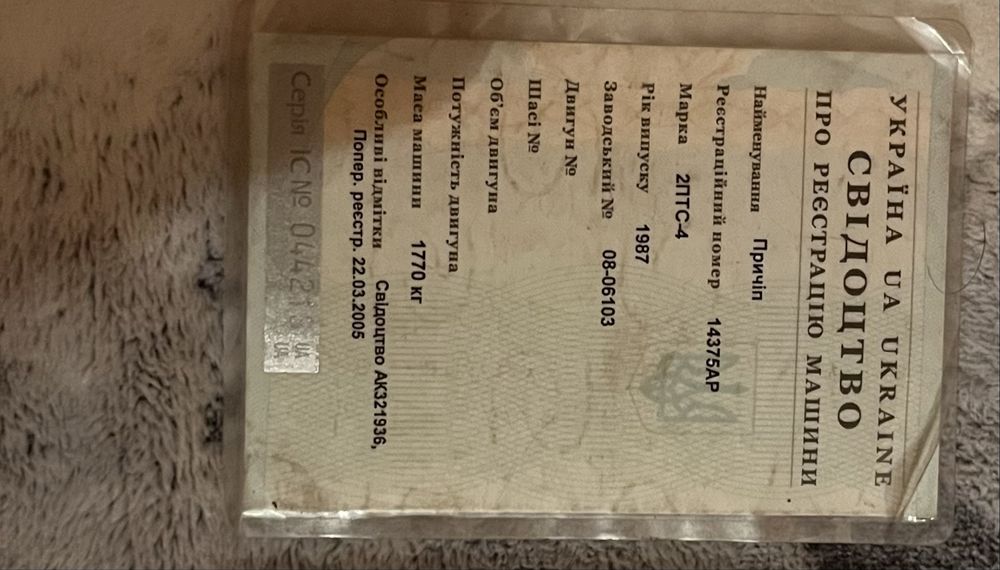 УКРАЇНА UA UKRAINE
СВІДОЦТВО
ПРО РЕЄСТРАЦІЮ МАШИНИ
Найменування Причіп
Реєстраційний номер 14375АР
Марка 2ПТС-4
Рік випуску 1987
Заводський № 08-06103
Двигун №
Шасі №
Об'єм двигуна
Потужність двигуна
Маса машини 1770 кг
Особливі відмітки Свідоцтво АК321936,
Попер. реєстр. 22.03.2005
Серія ІС №